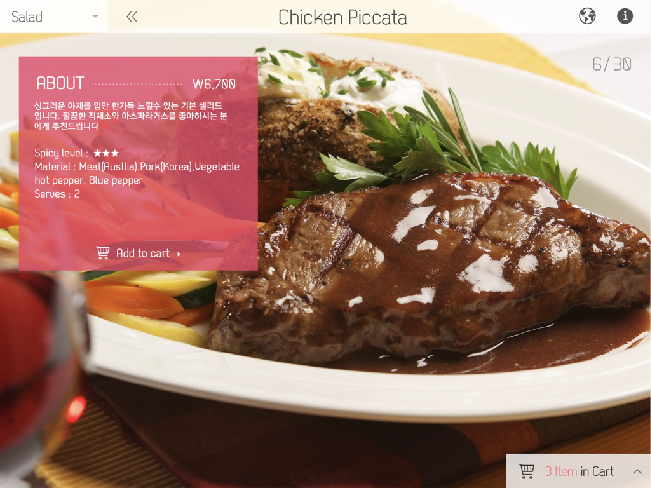 Salad
Chicken Piccata
6/30
ABOUT ₩6,700
싱그러운 야채를 입안 한가득 느낄수 있는 기본 샐러드
입니다. 활끔한 적채소와 아스파라거스를 좋아하시는 분
에게 추천드립니다
Spicy level : ★★★
Material : Meat(Austlia),Pork(Korea),Vegetable
hot pepper, Blue pepper
Serves : 2
Add to cart
3 Item in Cart